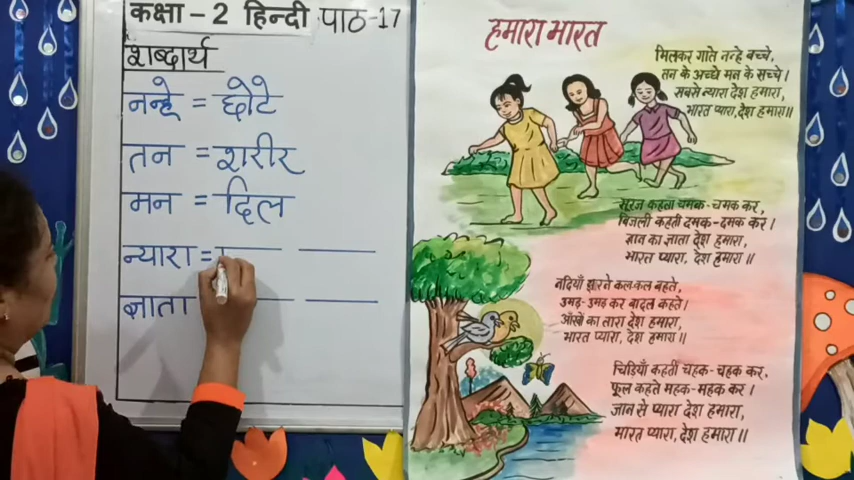 कक्षा - 2 हिन्दी पाठ-17
शब्दार्थ
नन्हे = छोटे
तन = शरीर
मन = दिल
न्यारा =
ज्ञाता
हमारा भारत
मिलकर गाते नन्हे बच्चे,
तन के अच्छे मन के सच्चे।
सबसे न्यारा देश हमारा,
भारत प्यारा, देश हमारा॥
सूरज कहता चमक-चमक कर,
बिजली कहती दमक-दमक कर।
ज्ञान का ज्ञाता देश हमारा,
भारत प्यारा, देश हमारा॥
नदियाँ झरने कलकल बहते,
उमड़-उमड़ कर बादल कहते।
आँखों का तारा देश हमारा,
भारत प्यारा, देश हमारा॥
चिड़ियाँ कहतीं चहक-चहक कर,
फूल कहते महक-महक कर।
जान से प्यारा देश हमारा,
भारत प्यारा, देश हमारा॥